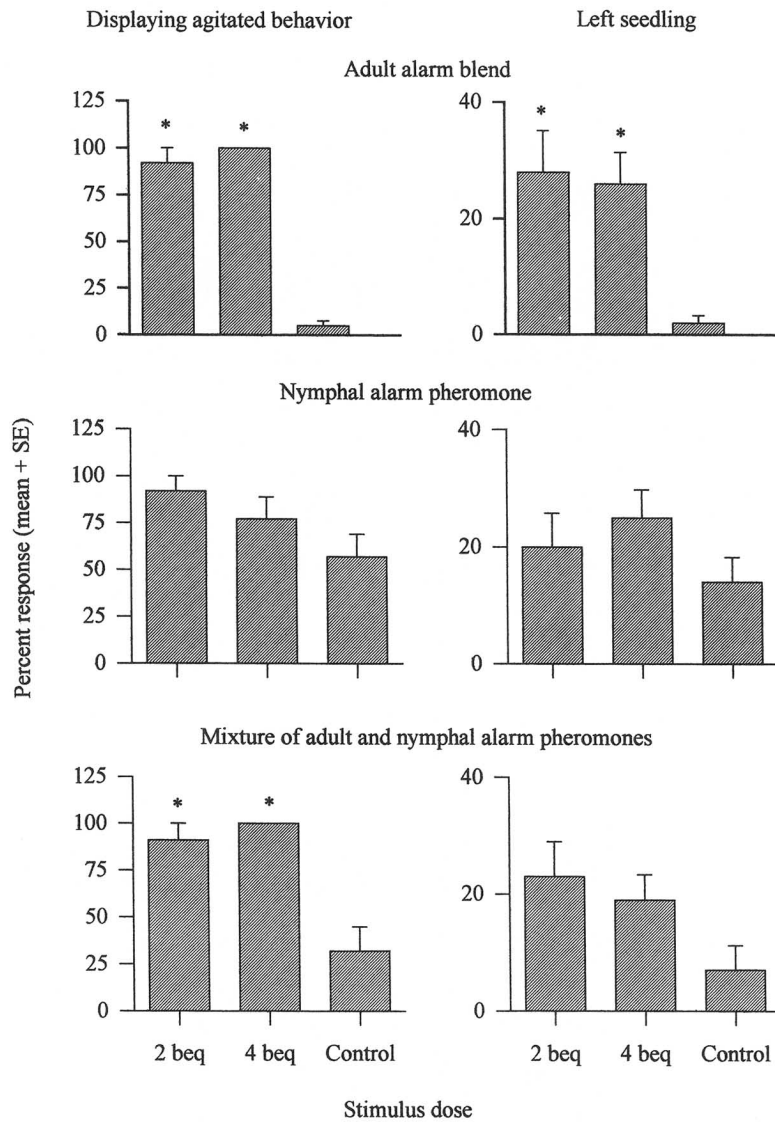 Displaying agitated behavior
Left seedling
Adult alarm blend
125
100
75
50
25
0
*
*
40
20
0
*
*
Nymphal alarm pheromone
125
100
75
50
25
0
40
20
0
Percent response (mean + SE)
Mixture of adult and nymphal alarm pheromones
125
100
75
50
25
0
*
*
40
20
0
2 beq
4 beq
Control
2 beq
4 beq
Control
Stimulus dose